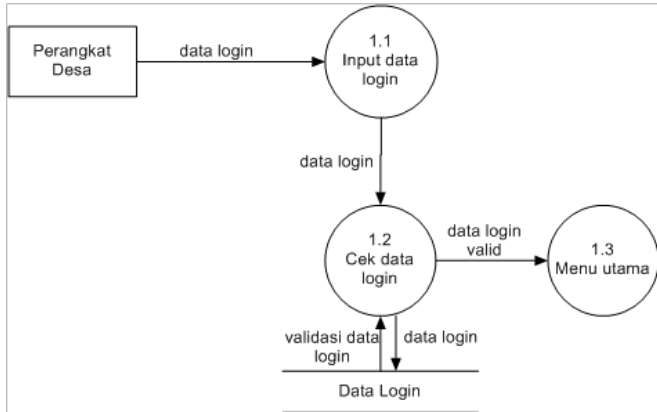 Perangkat
Desa
data login
1.1
Input data
login
data login
1.2
Cek data
login
data login
valid
1.3
Menu utama
validasi data
login
data login
Data Login